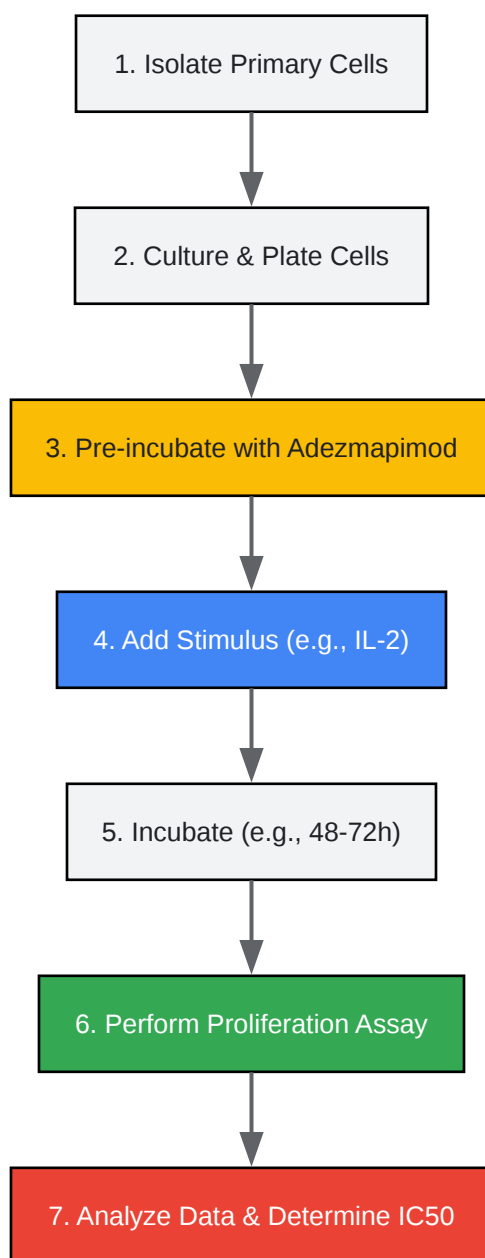 1. Isolate Primary Cells
2. Culture & Plate Cells
3. Pre-incubate with Adezmapimod
4. Add Stimulus (e.g., IL-2)
5. Incubate (e.g., 48-72h)
6. Perform Proliferation Assay
7. Analyze Data & Determine IC50